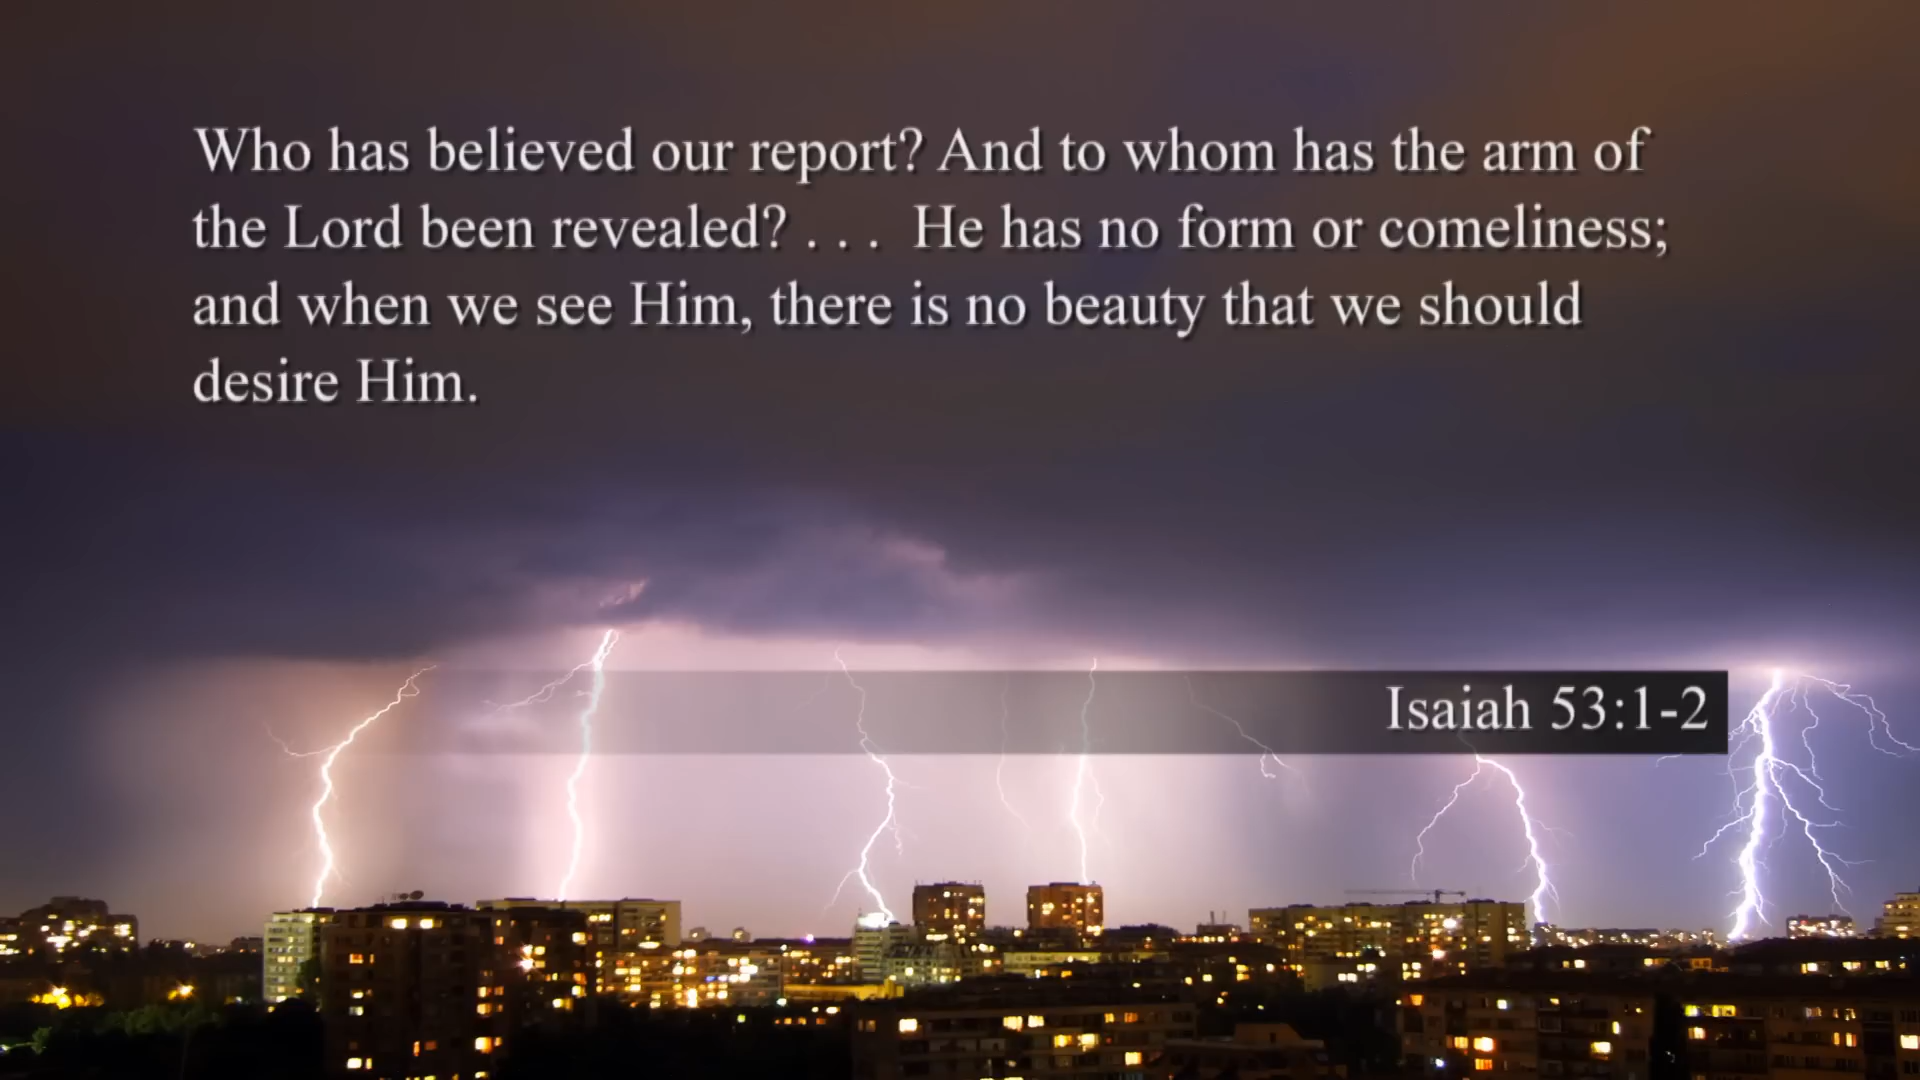 Who has believed our report? And to whom has the arm of
the Lord been revealed? . . .  He has no form or comeliness;
and when we see Him, there is no beauty that we should
desire Him.
Isaiah 53:1-2